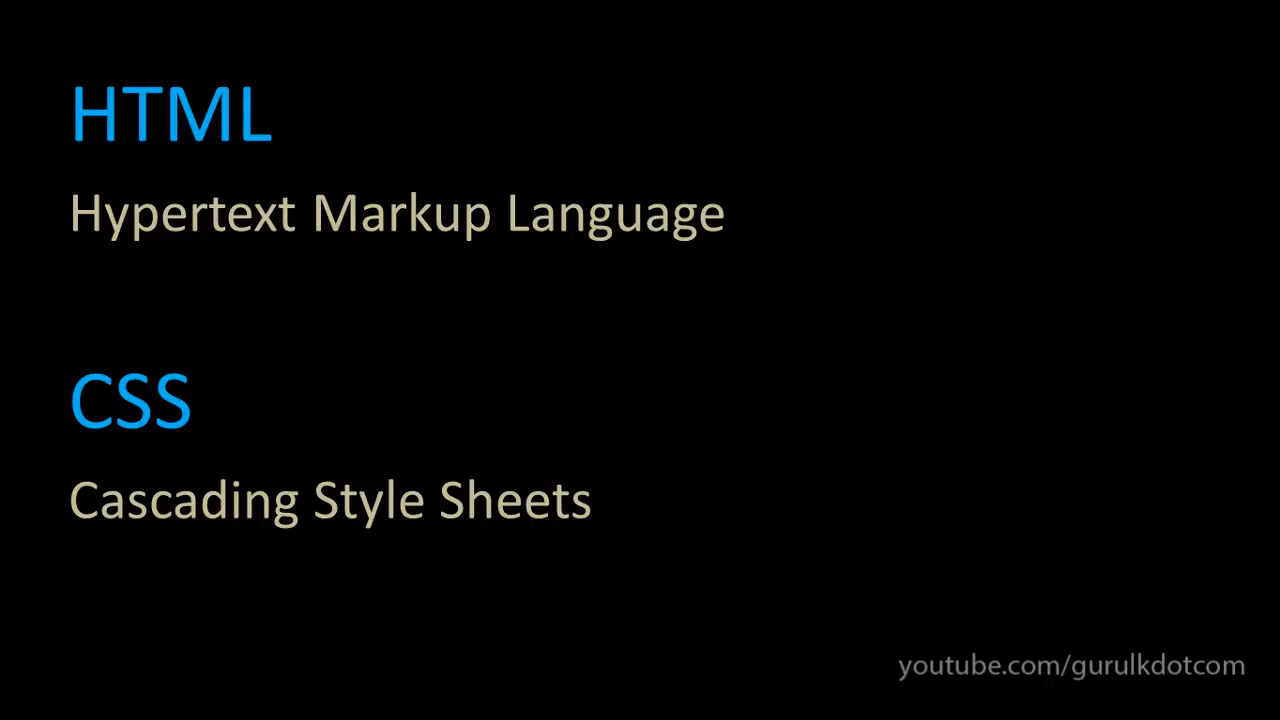 HTML
Hypertext Markup Language
CSS
Cascading Style Sheets
youtube.com/gurulkdotcom